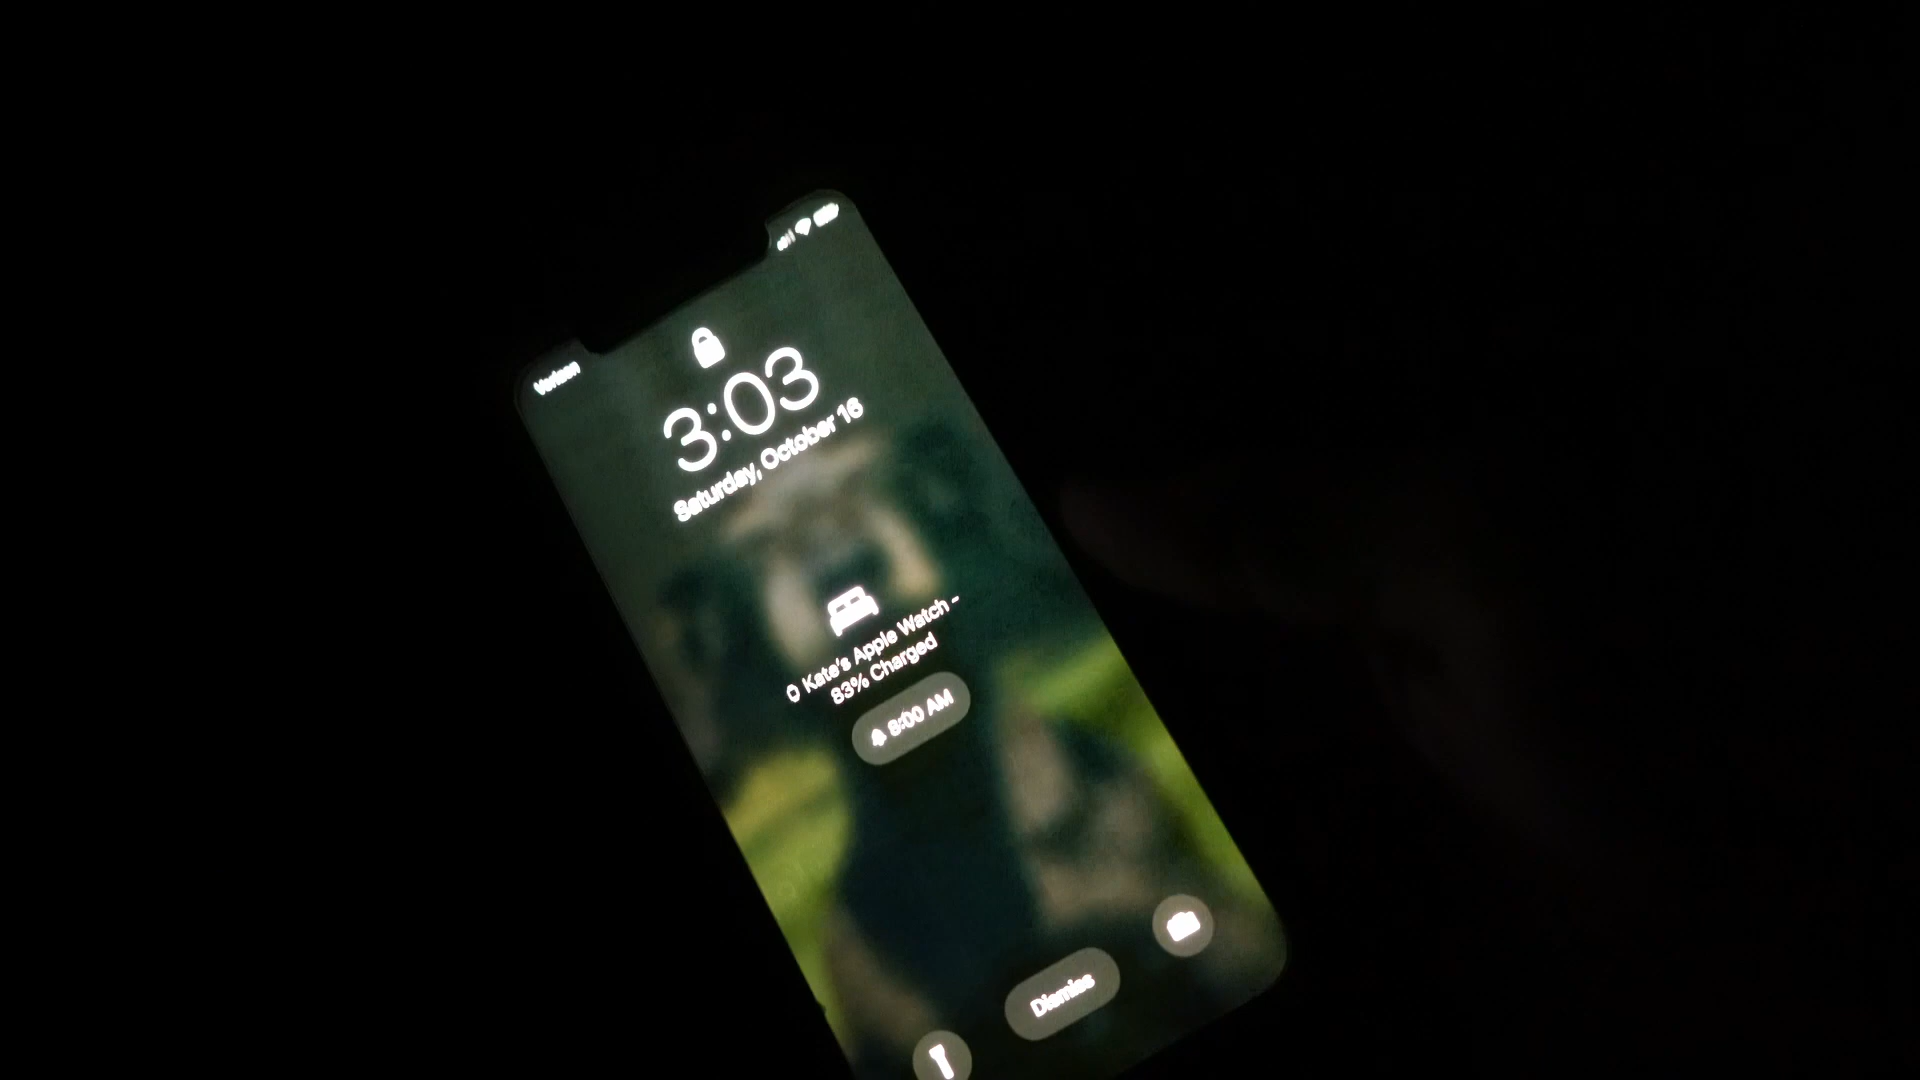 Verizon
3:03
Saturday, October 16
Kate's Apple Watch -
83% Charged
8:00 AM
Dismiss